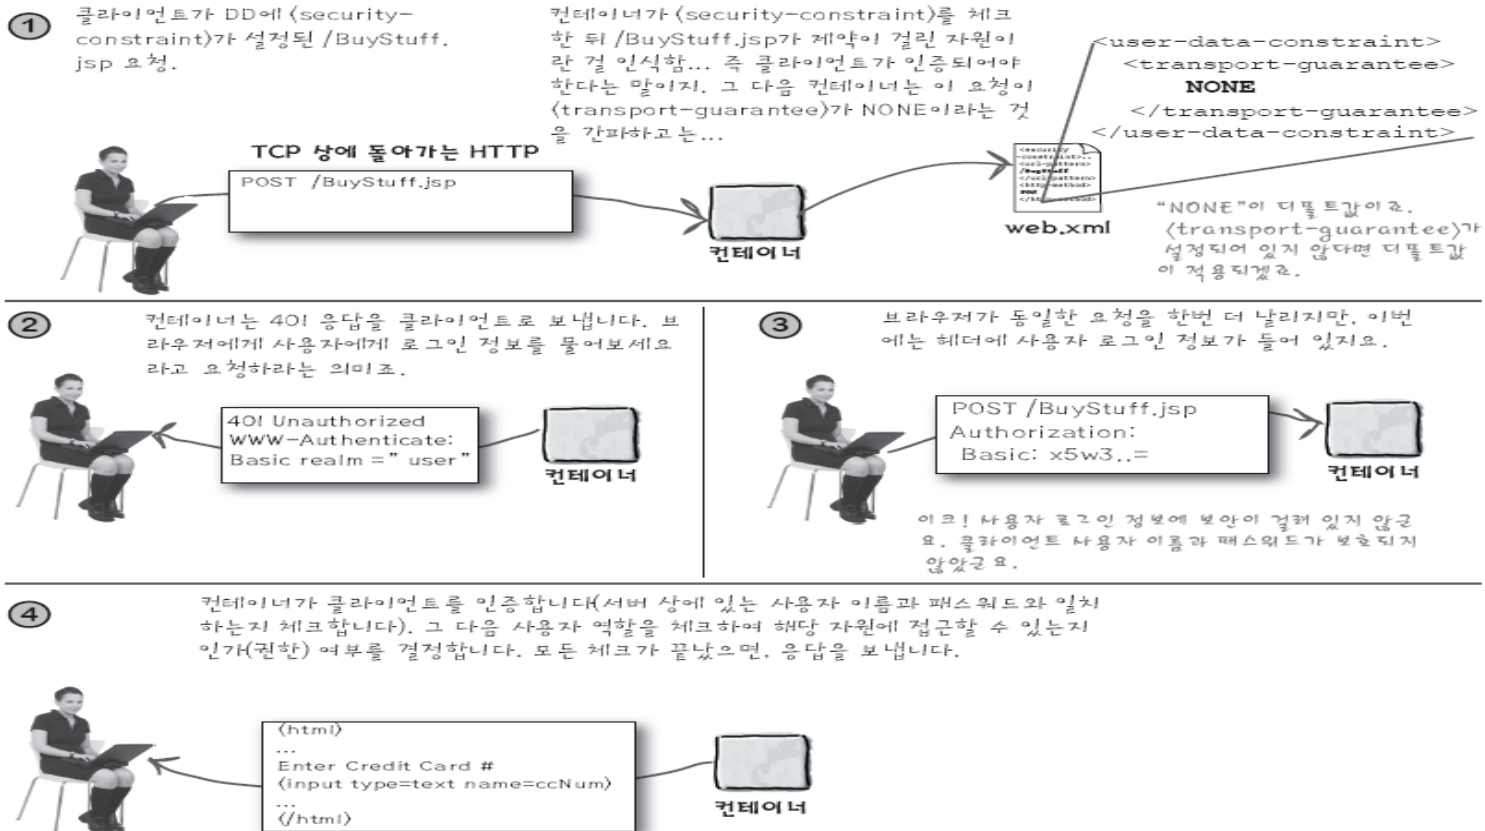 ① 클라이언트가 DD에 〈security-
constraint〉가 설정된 /BuyStuff.
jsp 요청.
컨테이너가 〈security-constraint〉를 체크
한 뒤 /BuyStuff.jsp가 제약이 걸린 자원이
란 걸 인식함... 즉 클라이언트가 인증되어야
한다는 말이지. 그 다음 컨테이너는 이 요청이
〈transport-guarantee〉가 NONE이라는 것
을 간파하고는...
<user-data-constraint>
<transport-guarantee>
NONE
</transport-guarantee>
</user-data-constraint>
TCP 상에 돌아가는 HTTP
POST /BuyStuff.jsp
컨테이너
<security
-constraint>..
<url-pattern>
/BuyStuff
</url-pattern>
<http-method>
web.xml
"NONE"이 디폴트값이죠.
〈transport-guarantee〉가
설정되어 있지 않다면 디폴트값
이 적용되겠죠.
② 컨테이너는 401 응답을 클라이언트로 보냅니다. 브
라우저에게 사용자에게 로그인 정보를 물어보세요
라고 요청하라는 의미죠.
401 Unauthorized
WWW-Authenticate:
Basic realm =" user"
컨테이너
③ 브라우저가 동일한 요청을 한번 더 날리지만, 이번
에는 헤더에 사용자 로그인 정보가 들어 있지요.
POST /BuyStuff.jsp
Authorization:
Basic: x5w3..=
컨테이너
이크! 사용자 로그인 정보에 보안이 걸려 있지 않군
요. 클라이언트 사용자 이름과 패스워드가 보호되지
않았군요.
④ 컨테이너가 클라이언트를 인증합니다(서버 상에 있는 사용자 이름과 패스워드와 일치
하는지 체크합니다). 그 다음 사용자 역할을 체크하여 해당 자원에 접근할 수 있는지
인가(권한) 여부를 결정합니다. 모든 체크가 끝났으면, 응답을 보냅니다.
〈html〉
...
Enter Credit Card #
〈input type=text name=ccNum〉
...
〈/html〉
컨테이너